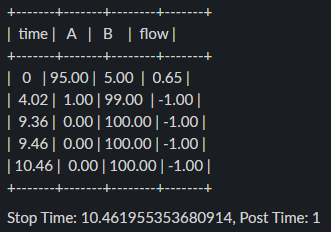 +-------+-------+--------+-------+
| time | A | B | flow |
+-------+-------+--------+-------+
| 0 | 95.00 | 5.00 | 0.65 |
| 4.02 | 1.00 | 99.00 | -1.00 |
| 9.36 | 0.00 | 100.00 | -1.00 |
| 9.46 | 0.00 | 100.00 | -1.00 |
| 10.46 | 0.00 | 100.00 | -1.00 |
+-------+-------+--------+-------+
Stop Time: 10.461955353680914, Post Time: 1